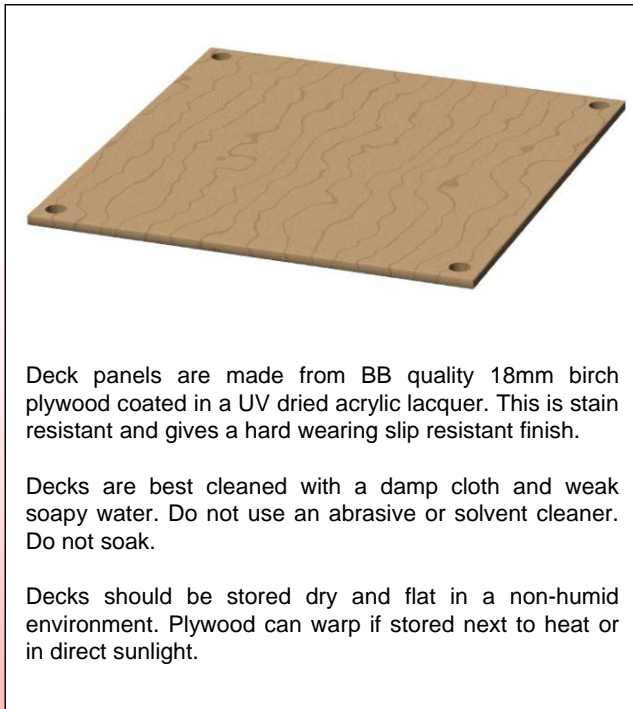 Deck panels are made from BB quality 18mm birch
plywood coated in a UV dried acrylic lacquer. This is stain
resistant and gives a hard wearing slip resistant finish.
Decks are best cleaned with a damp cloth and weak
soapy water. Do not use an abrasive or solvent cleaner.
Do not soak.
Decks should be stored dry and flat in a non-humid
environment. Plywood can warp if stored next to heat or
in direct sunlight.